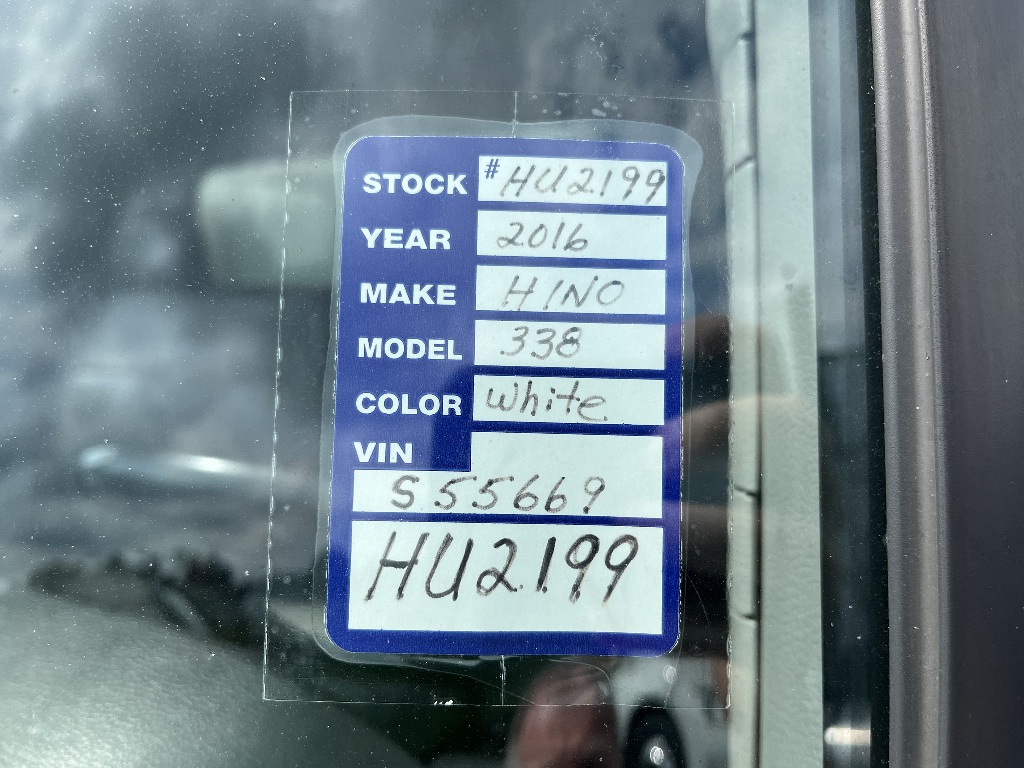 STOCK # HU2199
YEAR 2016
MAKE HINO
MODEL 338
COLOR White
VIN
S55669
HU2199